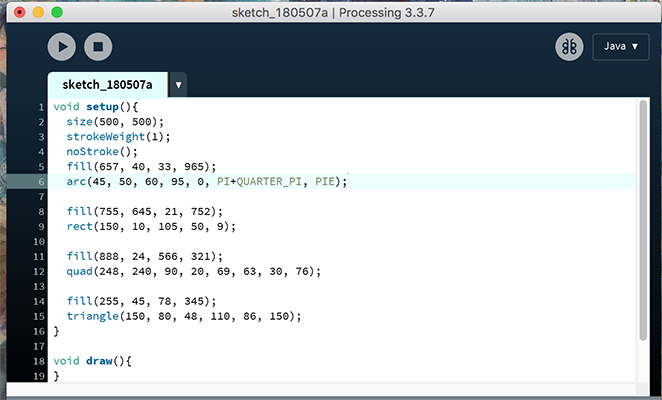 sketch_180507a | Processing 3.3.7
Java ▼
sketch_180507a ▼
1 void setup(){
2 size(500, 500);
3 strokeWeight(1);
4 noStroke();
5 fill(657, 40, 33, 965);
6 arc(45, 50, 60, 95, 0, PI+QUARTER_PI, PIE);
7
8 fill(755, 645, 21, 752);
9 rect(150, 10, 105, 50, 9);
10
11 fill(888, 24, 566, 321);
12 quad(248, 240, 90, 20, 69, 63, 30, 76);
13
14 fill(255, 45, 78, 345);
15 triangle(150, 80, 48, 110, 86, 150);
16 }
17
18 void draw(){
19 }